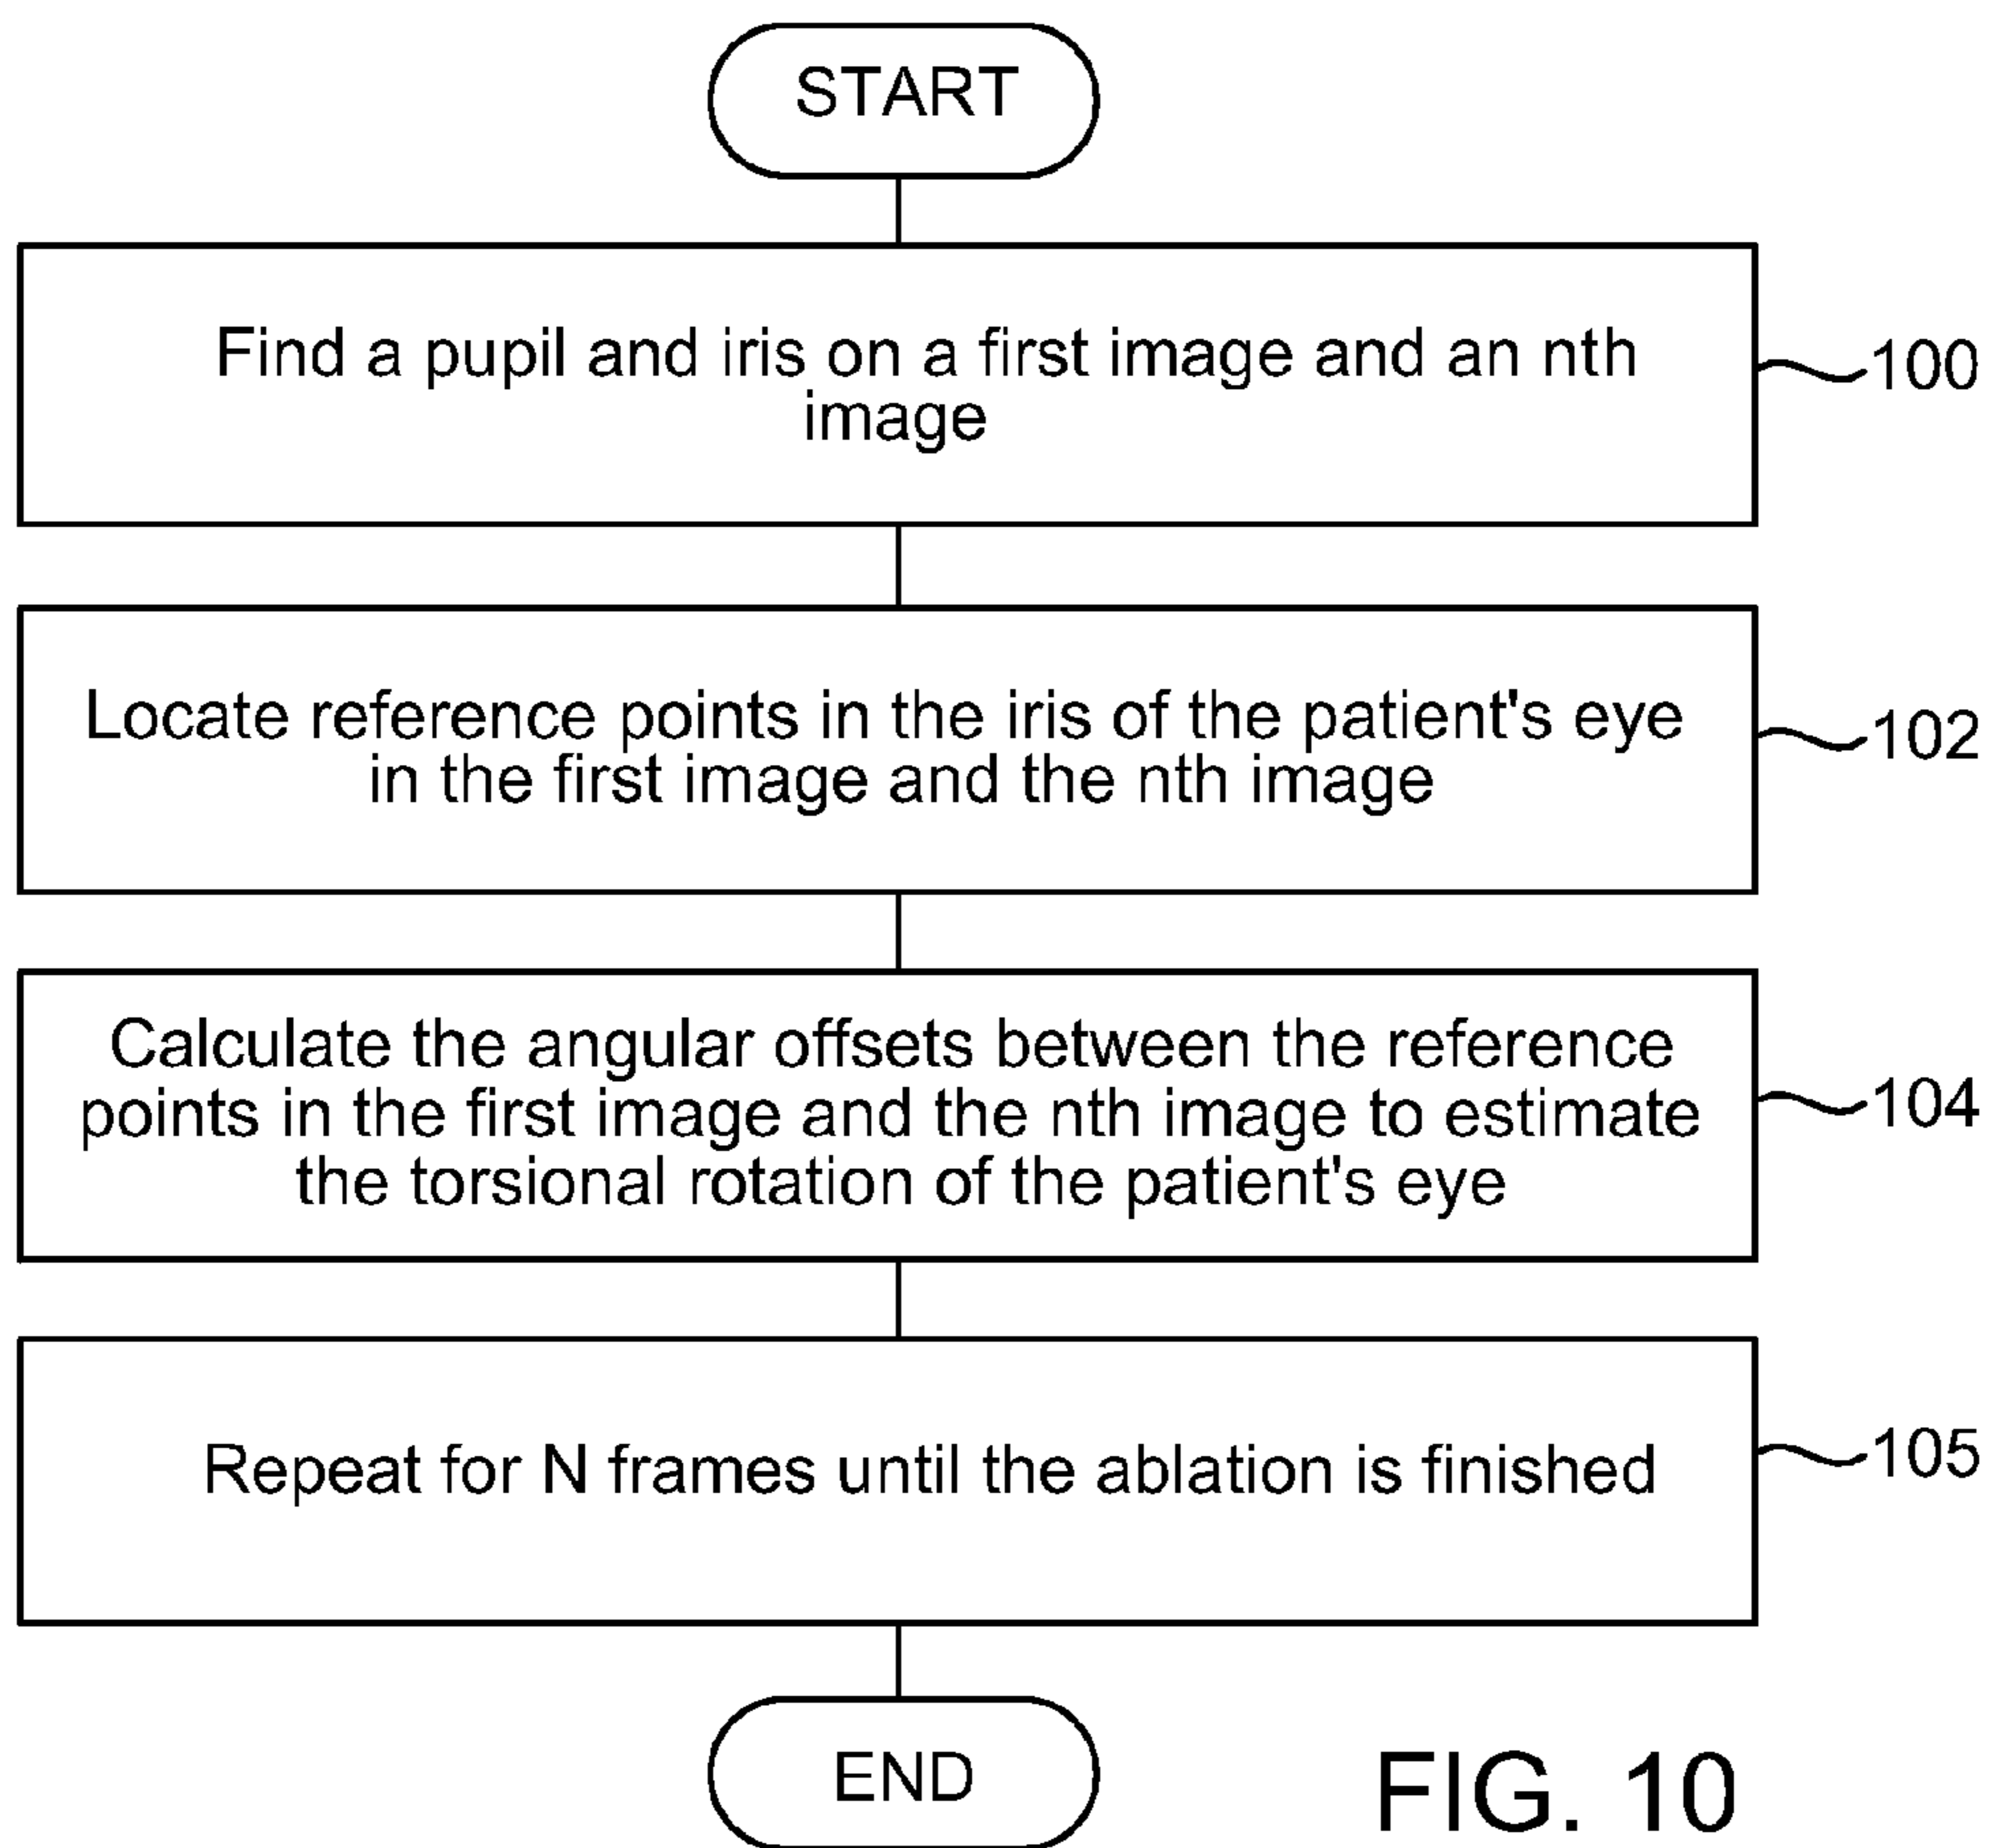 START
Find a pupil and iris on a first image and an nth
image
100
Locate reference points in the iris of the patient's eye
in the first image and the nth image
102
Calculate the angular offsets between the reference
points in the first image and the nth image to estimate
the torsional rotation of the patient's eye
104
Repeat for N frames until the ablation is finished
105
END
FIG. 10